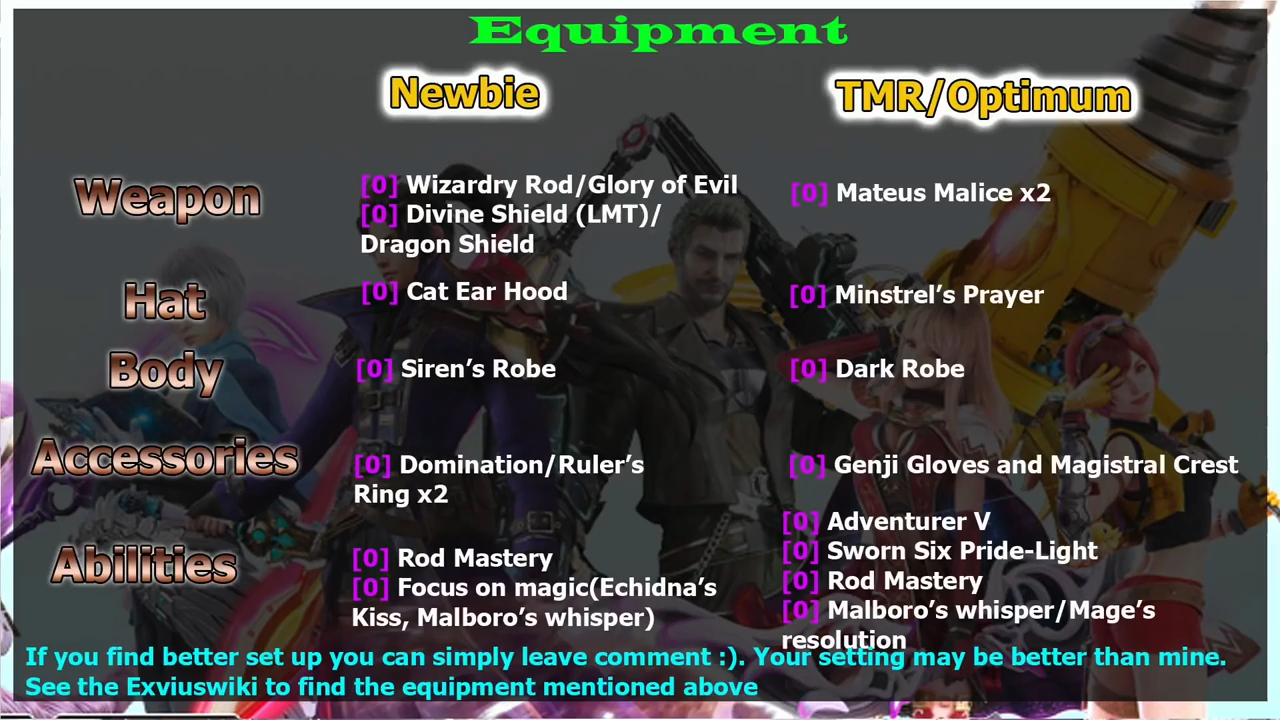 Equipment
Newbie
TMR/Optimum
Weapon
[0] Wizardry Rod/Glory of Evil
[0] Divine Shield (LMT)/
Dragon Shield
[0] Mateus Malice x2
Hat
[0] Cat Ear Hood
[0] Minstrel’s Prayer
Body
[0] Siren’s Robe
[0] Dark Robe
Accessories
[0] Domination/Ruler’s
Ring x2
[0] Genji Gloves and Magistral Crest
Abilities
[0] Rod Mastery
[0] Focus on magic(Echidna’s
Kiss, Malboro’s whisper)
[0] Adventurer V
[0] Sworn Six Pride-Light
[0] Rod Mastery
[0] Malboro’s whisper/Mage’s
resolution
If you find better set up you can simply leave comment :). Your setting may be better than mine.
See the Exviuswiki to find the equipment mentioned above